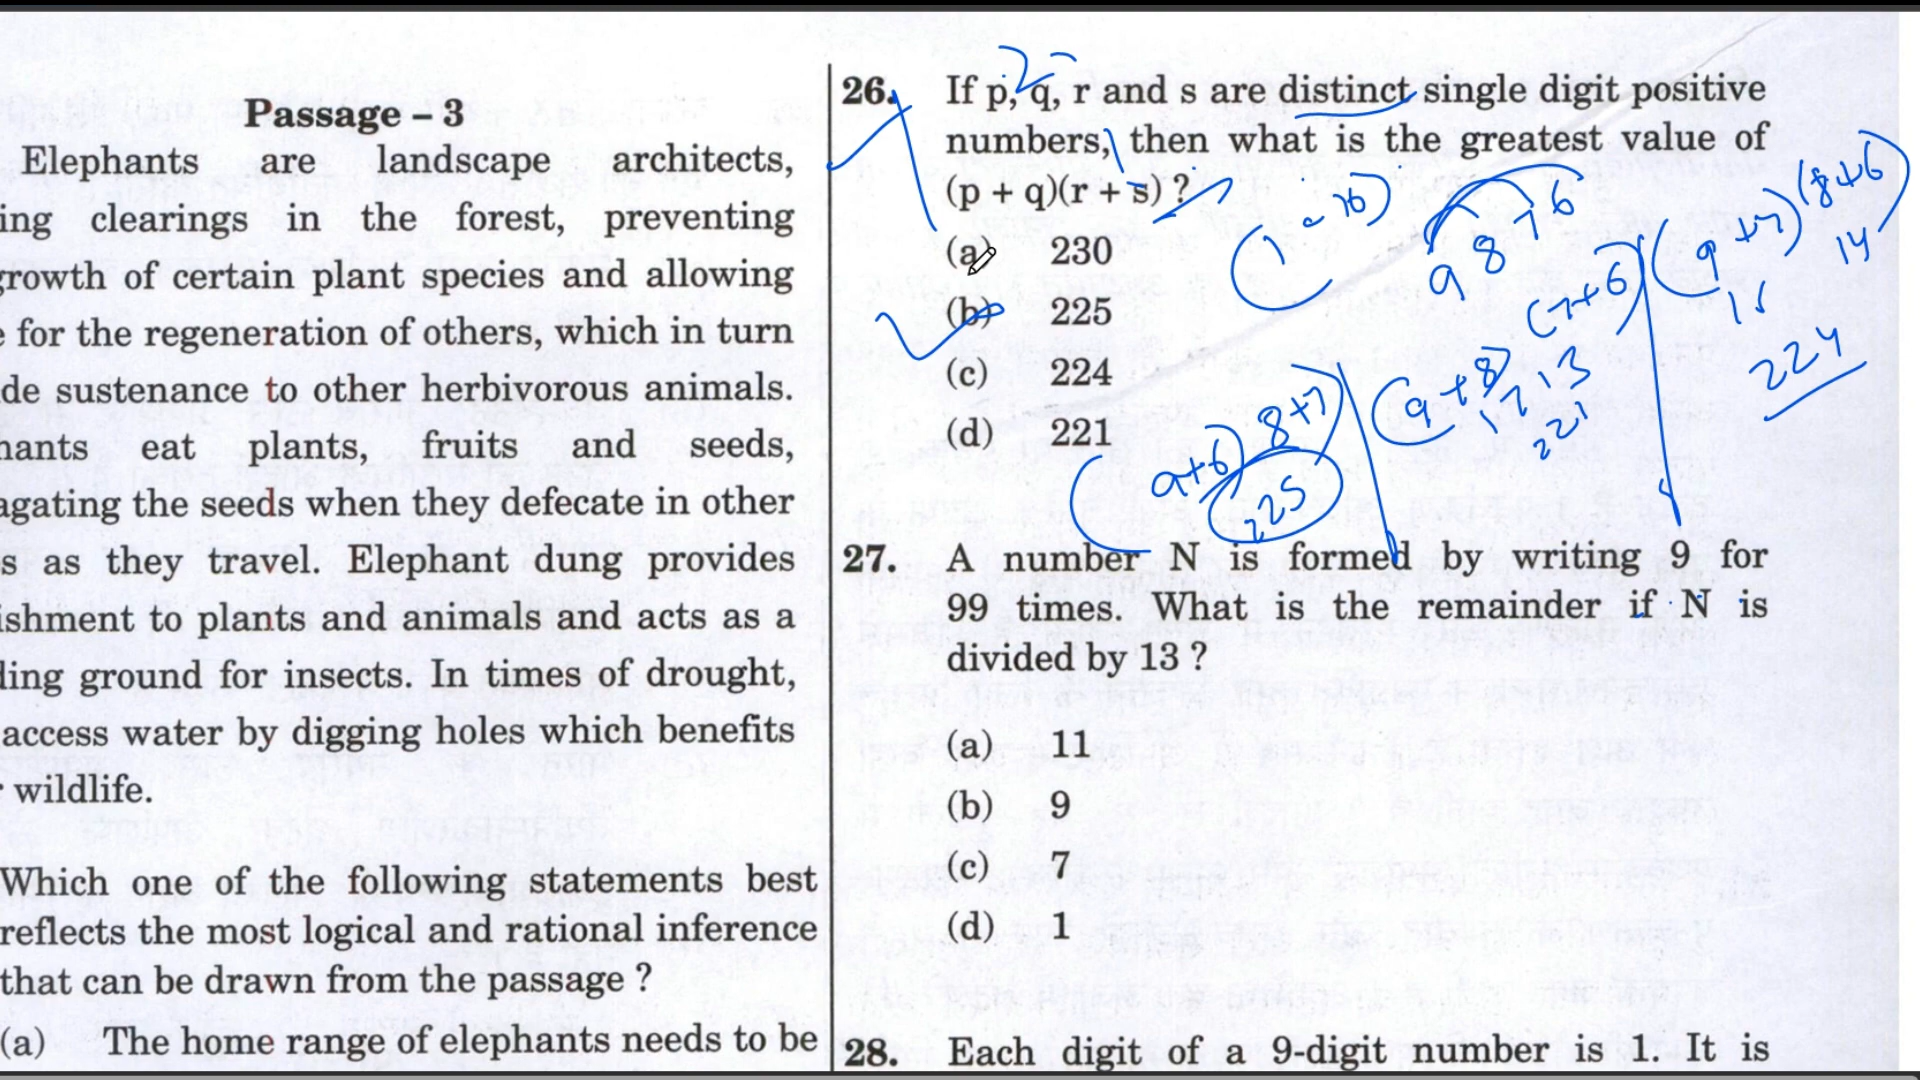 Passage – 3
Elephants are landscape architects,
ing clearings in the forest, preventing
growth of certain plant species and allowing
e for the regeneration of others, which in turn
de sustenance to other herbivorous animals.
hants eat plants, fruits and seeds,
agating the seeds when they defecate in other
s as they travel. Elephant dung provides
ishment to plants and animals and acts as a
ding ground for insects. In times of drought,
access water by digging holes which benefits
wildlife.
Which one of the following statements best
reflects the most logical and rational inference
that can be drawn from the passage ?
(a) The home range of elephants needs to be
26. If p, q, r and s are distinct single digit positive
numbers, then what is the greatest value of
(p + q)(r + s) ?
(a) 230
(b) 225
(c) 224
(d) 221
9 8 7 6
(9+6) 8+7)
225
(9+8) (7+6)
17 13
221
(9+7) (8+6)
14
224
27. A number N is formed by writing 9 for
99 times. What is the remainder if N is
divided by 13 ?
(a) 11
(b) 9
(c) 7
(d) 1
28. Each digit of a 9-digit number is 1. It is